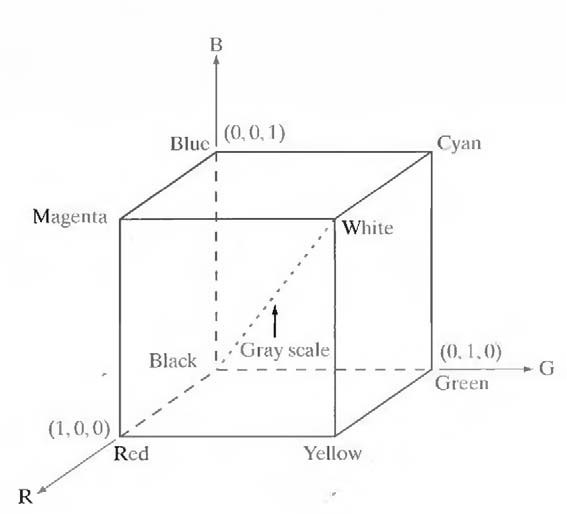 B
Blue (0, 0, 1)
Cyan
Magenta
White
Black
Gray scale
(0, 1, 0)
G
Green
(1, 0, 0)
Red
Yellow
R